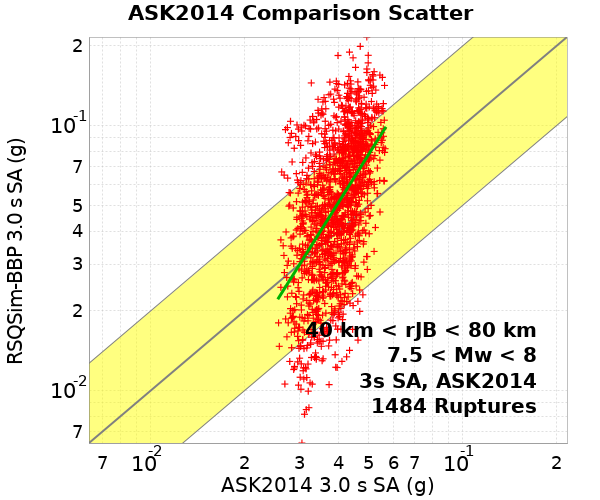 ASK2014 Comparison Scatter
RSQSim-BBP 3.0 s SA (g)
2
10-1
7
5
4
3
2
10-2
7
40 km < rJB < 80 km
7.5 < Mw < 8
3s SA, ASK2014
1484 Ruptures
7 10-2 2 3 4 5 6 7 10-1 2
ASK2014 3.0 s SA (g)